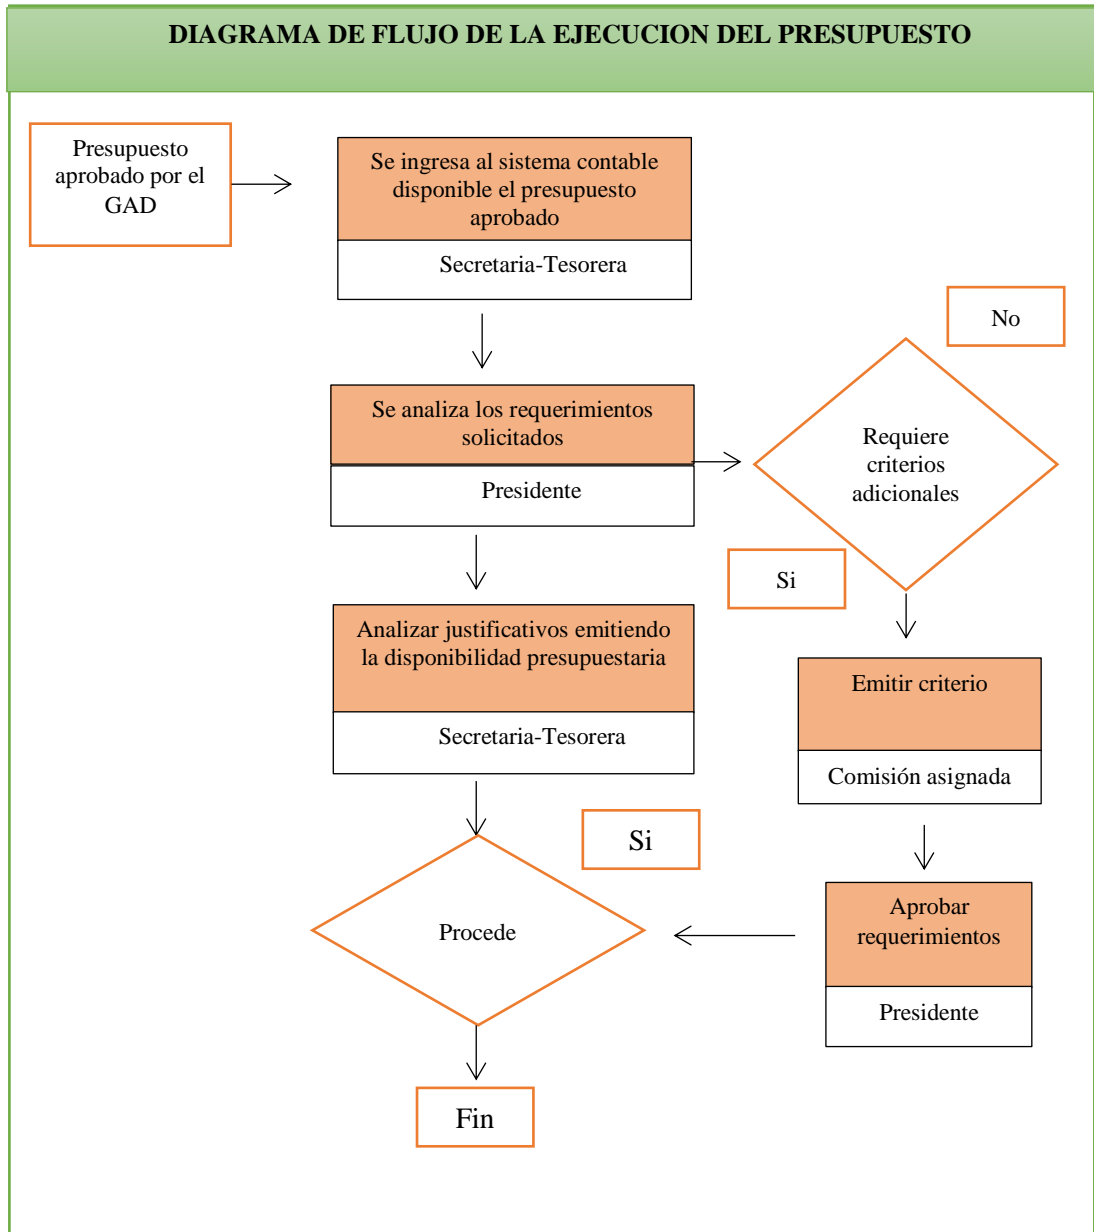 DIAGRAMA DE FLUJO DE LA EJECUCION DEL PRESUPUESTO
Presupuesto
aprobado por el
GAD
Se ingresa al sistema contable
disponible el presupuesto
aprobado
Secretaria-Tesorera
No
Se analiza los requerimientos
solicitados
Presidente
Requiere
criterios
adicionales
Si
Analizar justificativos emitiendo
la disponibilidad presupuestaria
Secretaria-Tesorera
Emitir criterio
Comisión asignada
Si
Procede
Aprobar
requerimientos
Presidente
Fin